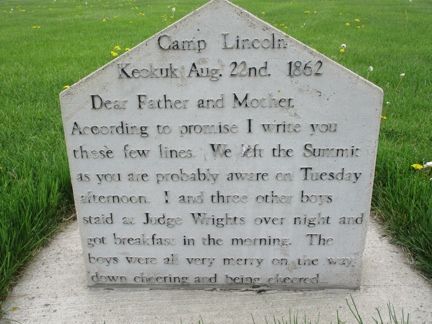 Camp Lincoln
Keokuk Aug. 22nd. 1862
Dear Father and Mother,
According to promise I write you
these few lines. We left the Summit
as you are probably aware on Tuesday
afternoon. I and three other boys
staid at Judge Wrights over night and
got breakfast in the morning. The
boys were all very merry on the way
down cheering and being cheered.